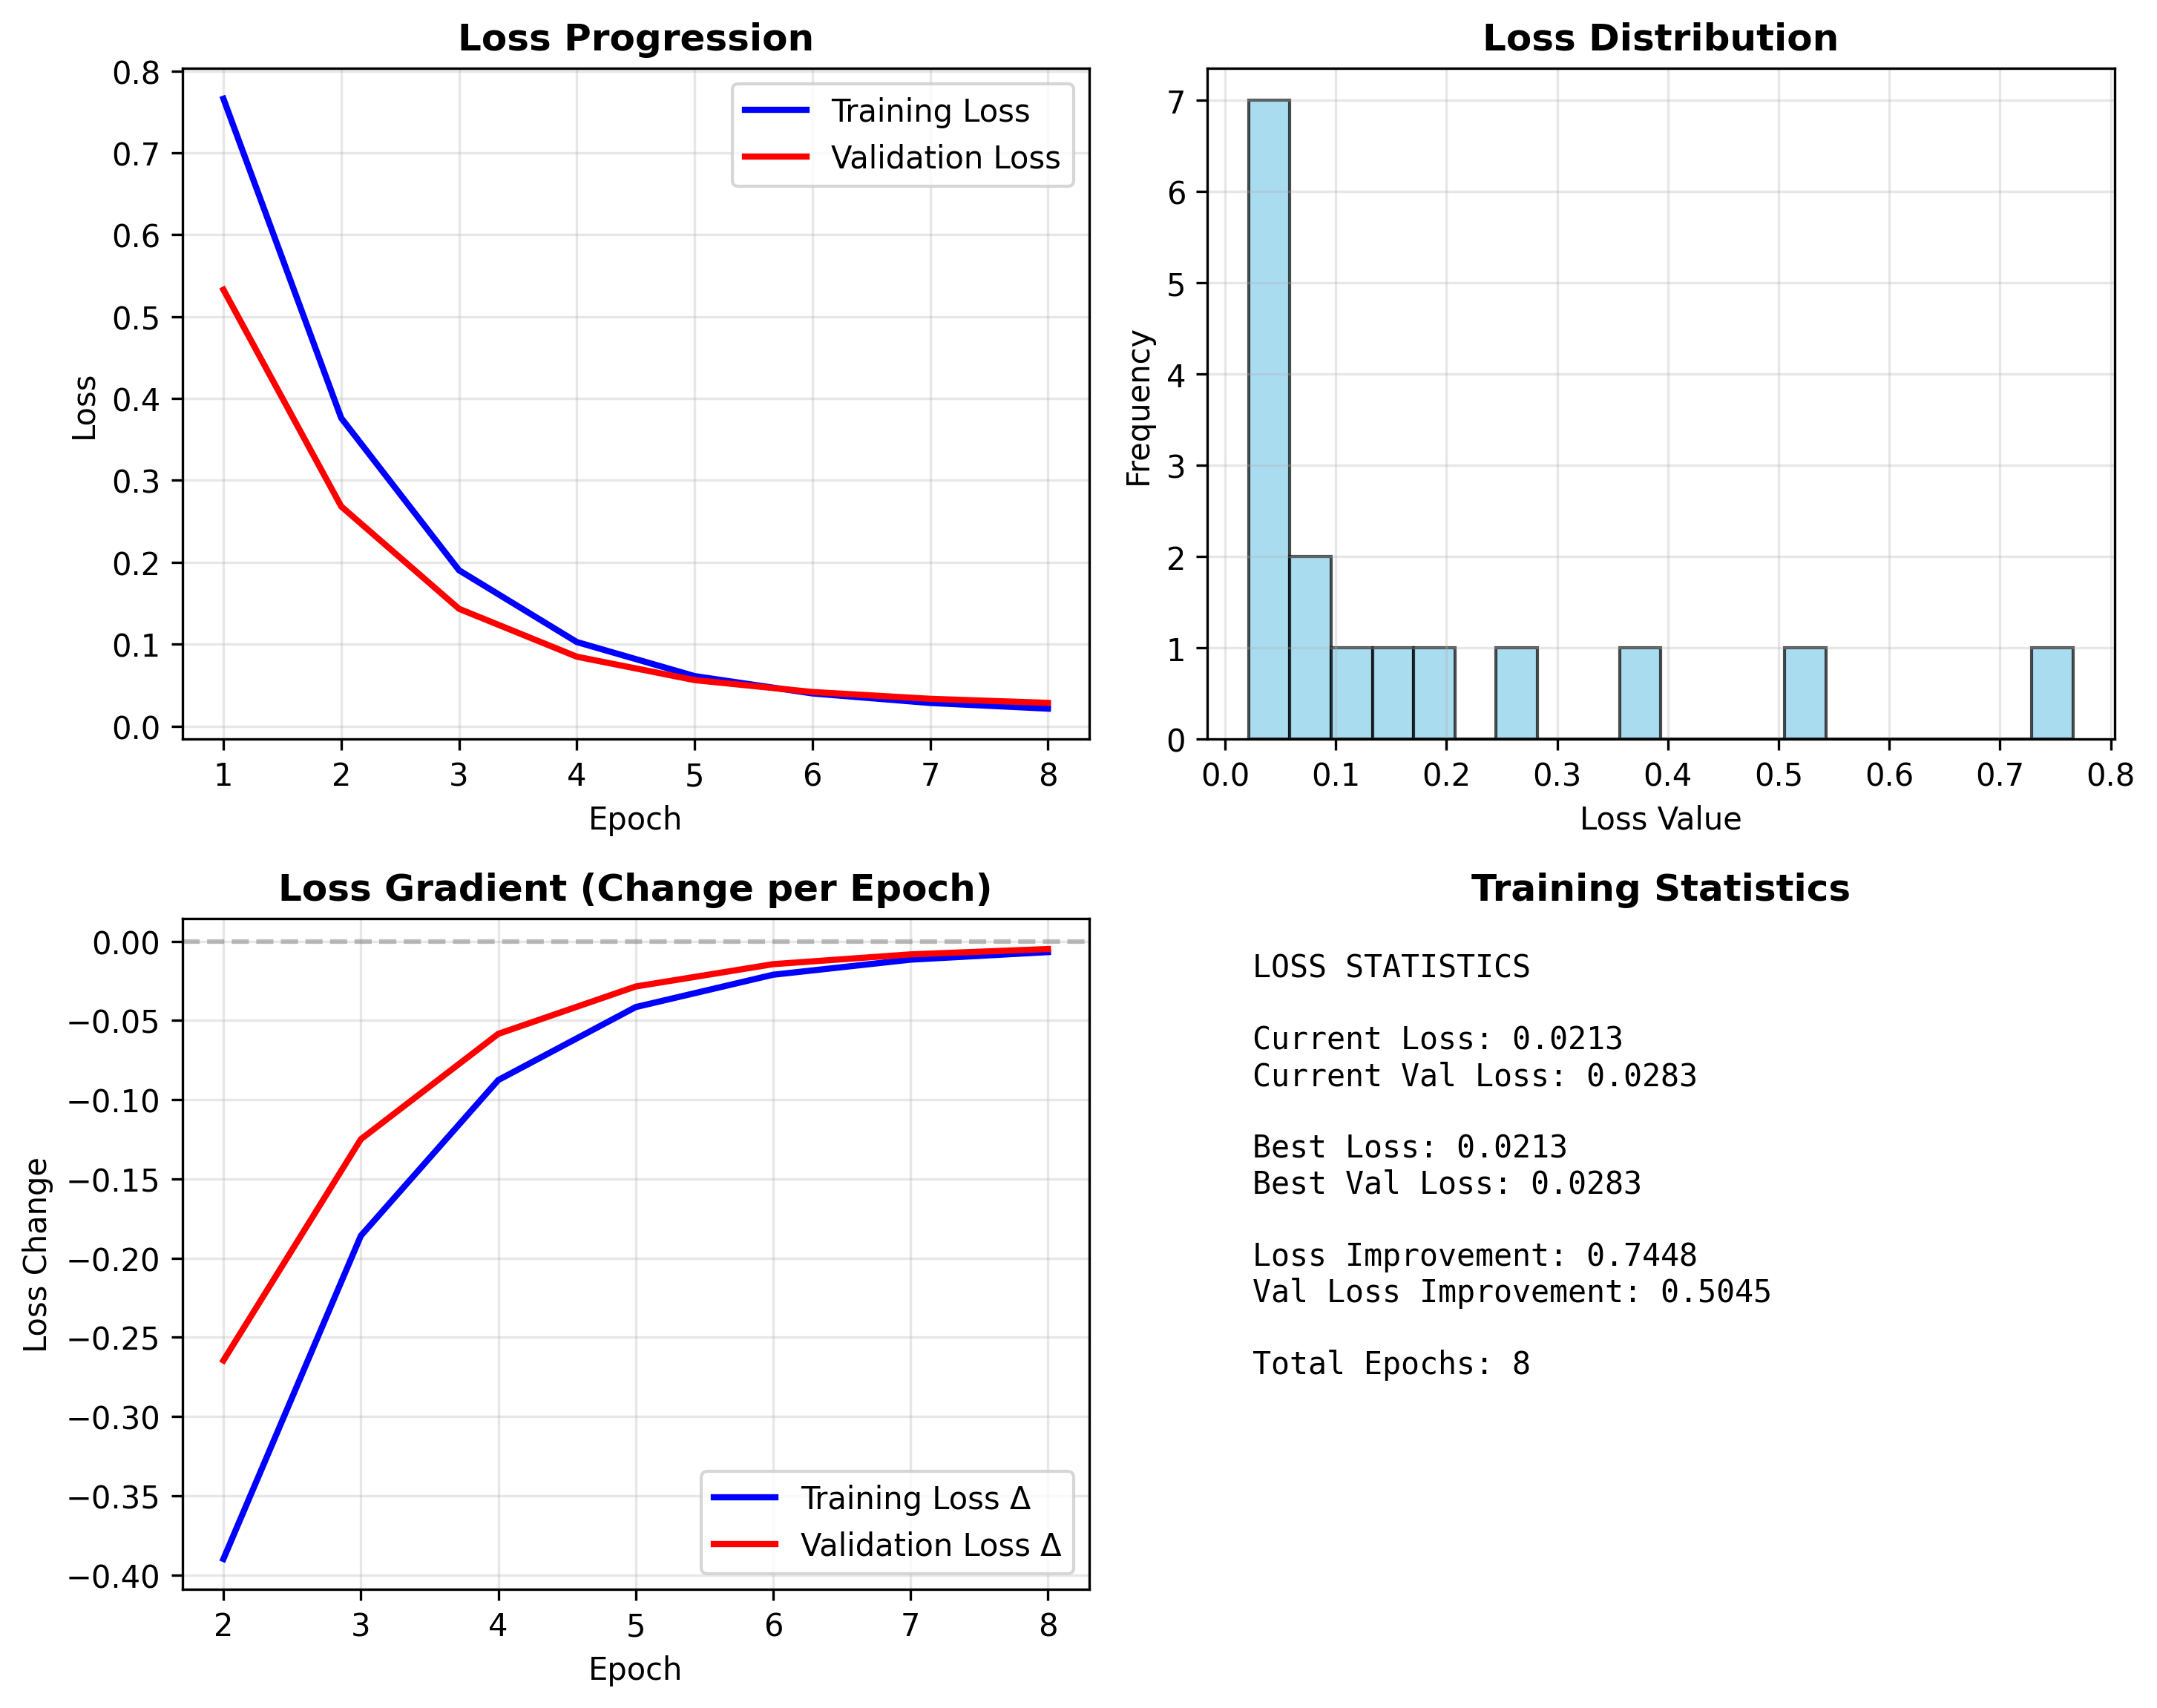 Loss Progression
0.8
0.7
0.6
0.5
0.4
0.3
0.2
0.1
0.0
Loss
Training Loss
Validation Loss
1 2 3 4 5 6 7 8
Epoch
Loss Distribution
7
6
5
4
3
2
1
0
Frequency
0.0 0.1 0.2 0.3 0.4 0.5 0.6 0.7 0.8
Loss Value
Loss Gradient (Change per Epoch)
0.00
−0.05
−0.10
−0.15
−0.20
−0.25
−0.30
−0.35
−0.40
Loss Change
Training Loss Δ
Validation Loss Δ
2 3 4 5 6 7 8
Epoch
Training Statistics
LOSS STATISTICS
Current Loss: 0.0213
Current Val Loss: 0.0283
Best Loss: 0.0213
Best Val Loss: 0.0283
Loss Improvement: 0.7448
Val Loss Improvement: 0.5045
Total Epochs: 8